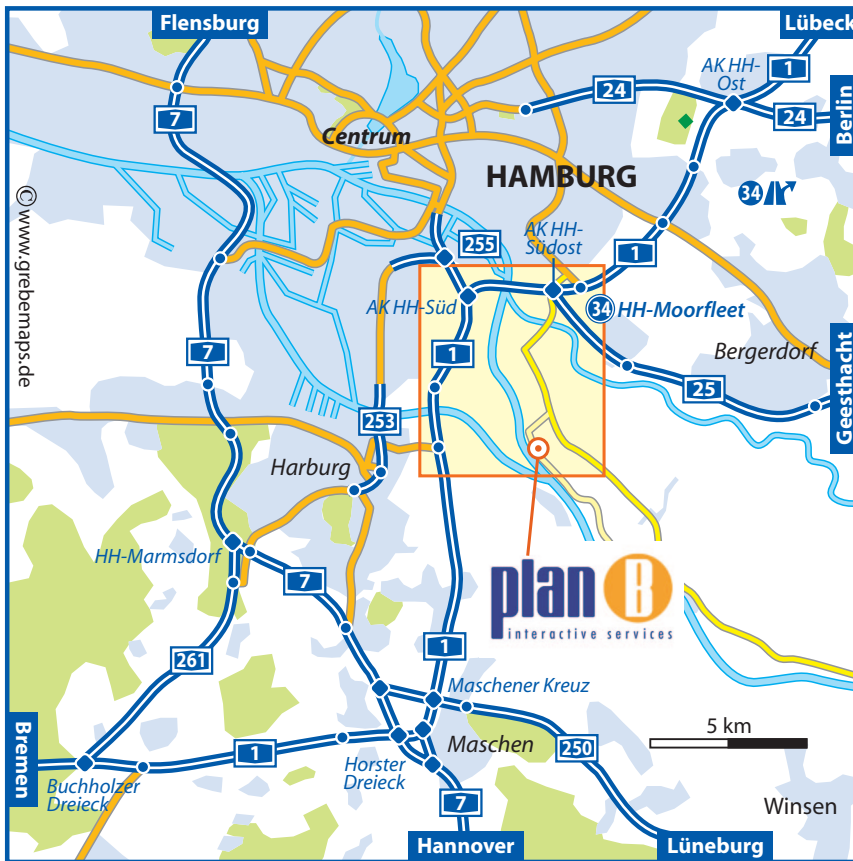 Flensburg
Lübeck
AK HH-
Ost
1
24
24
Berlin
7
Centrum
HAMBURG
34
© www.grebemaps.de
255
AK HH-
Südost
1
AK HH-Süd
34 HH-Moorfleet
7
1
Bergerdorf
25
Geesthacht
253
Harburg
HH-Marmsdorf
7
plan B
interactive services
261
1
Maschener Kreuz
5 km
Bremen
1
Maschen
250
Buchholzer
Dreieck
Horster
Dreieck
7
Winsen
Hannover
Lüneburg